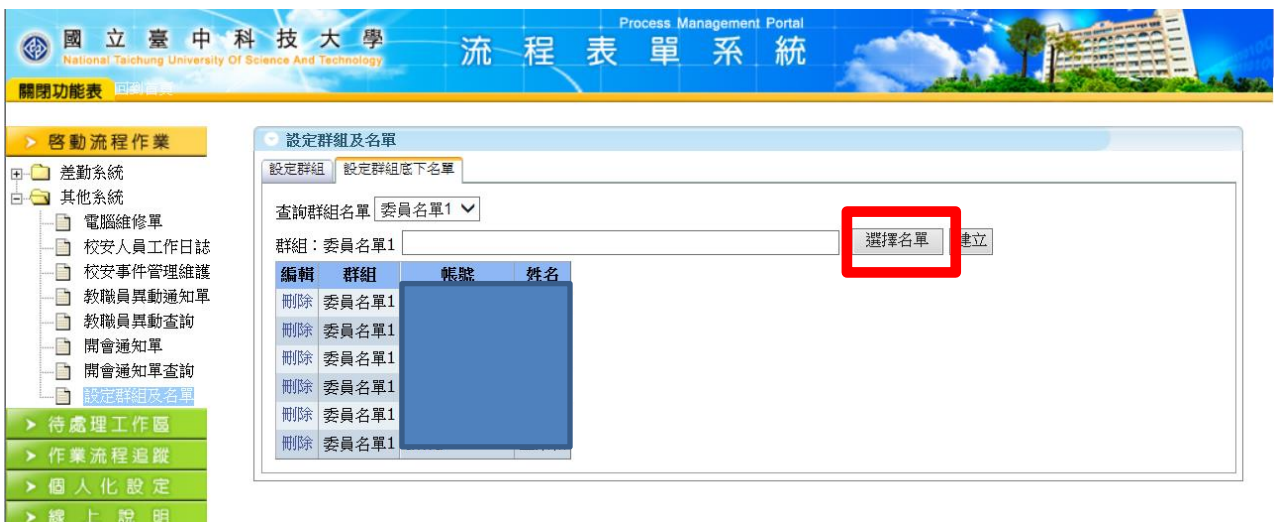 Process Management Portal
國立臺中科技大學 流程表單系統
National Taichung University Of Science And Technology
關閉功能表 回到首頁
啓動流程作業
差勤系統
其他系統
電腦維修單
校安人員工作日誌
校安事件管理維護
教職員異動通知單
教職員異動查詢
開會通知單
開會通知單查詢
設定群組及名單
待處理工作區
作業流程追蹤
個人化設定
線上說明
設定群組及名單
設定群組 設定群組底下名單
查詢群組名單 委員名單1
群組：委員名單1 選擇名單 建立
編輯 群組 帳號 姓名
刪除 委員名單1
刪除 委員名單1
刪除 委員名單1
刪除 委員名單1
刪除 委員名單1
刪除 委員名單1